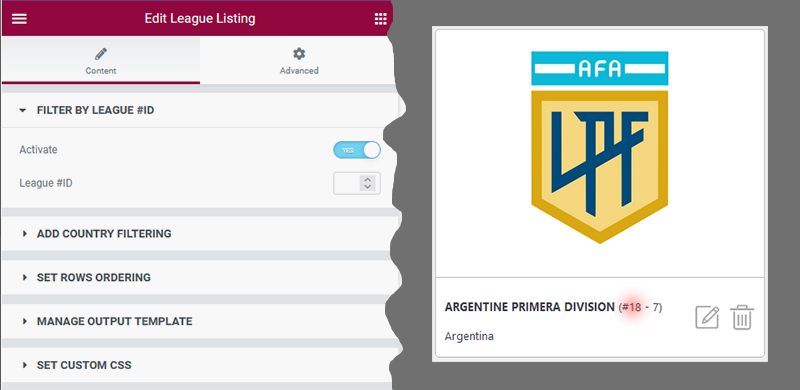 Edit League Listing
Content
Advanced
FILTER BY LEAGUE #ID
Activate
YES
League #ID
ADD COUNTRY FILTERING
SET ROWS ORDERING
MANAGE OUTPUT TEMPLATE
SET CUSTOM CSS
AFA
LPF
ARGENTINE PRIMERA DIVISION (#18 - 7)
Argentina